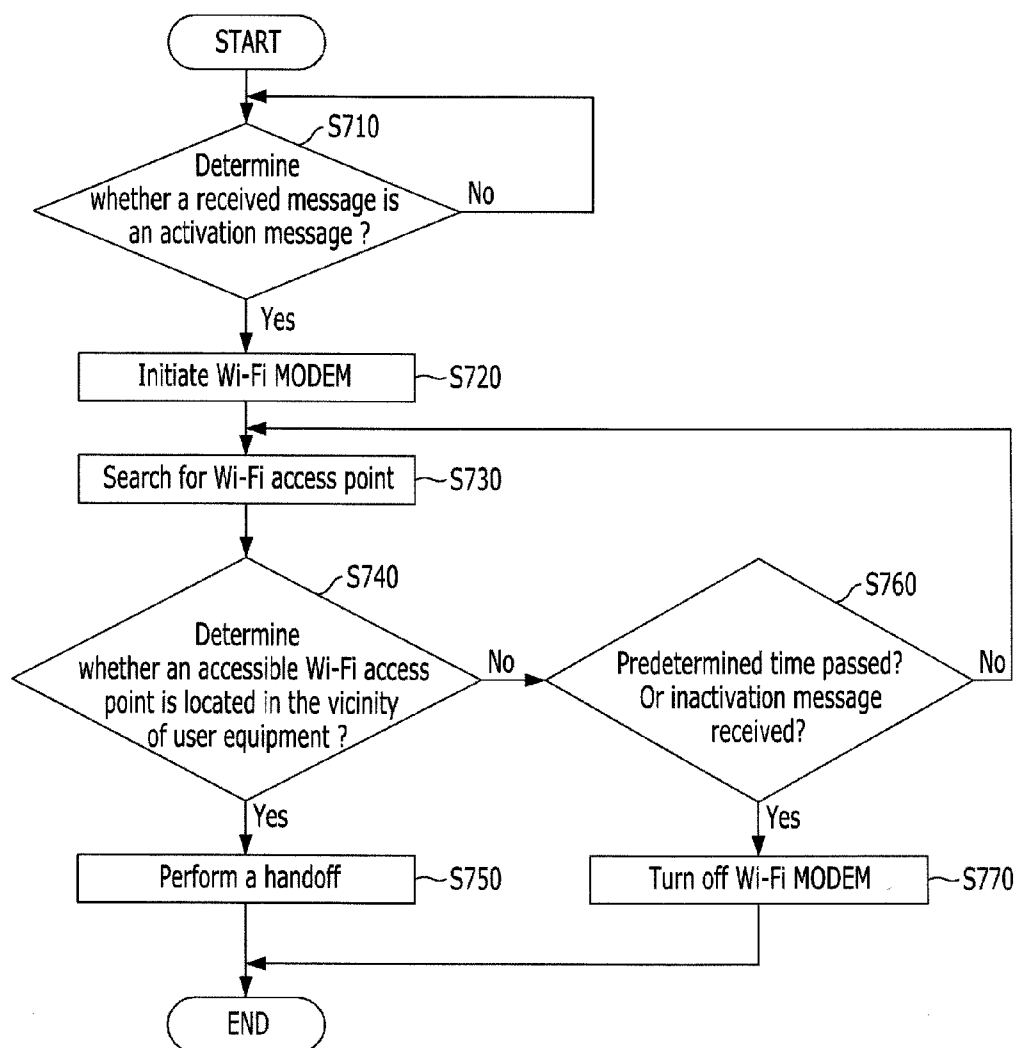 START
S710
Determine
whether a received message is
an activation message ?
No
Yes
Initiate Wi-Fi MODEM
S720
Search for Wi-Fi access point
S730
S740
Determine
whether an accessible Wi-Fi access
point is located in the vicinity
of user equipment ?
No
Yes
S760
Predetermined time passed?
Or inactivation message
received?
No
Yes
Perform a handoff
S750
Turn off Wi-Fi MODEM
S770
END